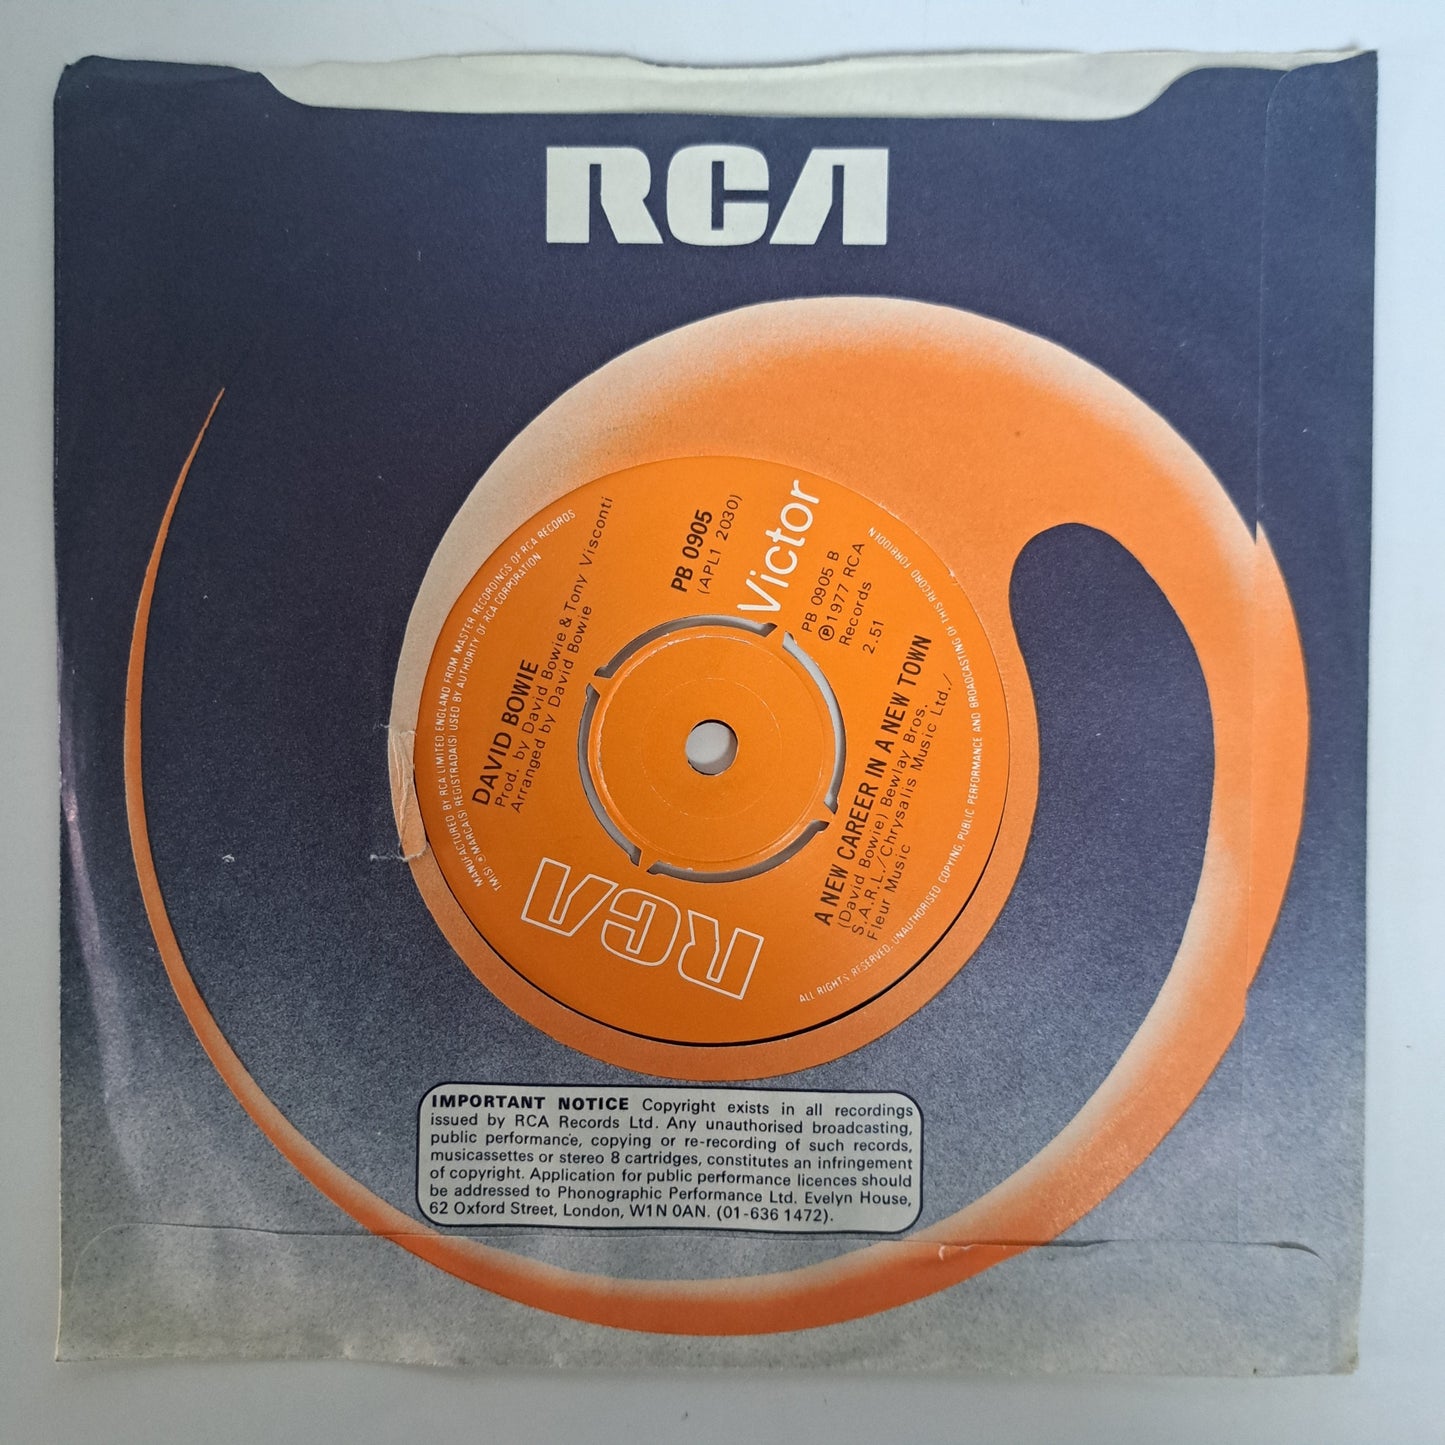 RCA
MANUFACTURED BY RCA LIMITED ENGLAND FROM MASTER RECORDINGS OF RCA RECORDS
TM(S) ® MARCA(S) REGISTRADA(S) USED BY AUTHORITY OF RCA CORPORATION
DAVID BOWIE
Prod. by David Bowie & Tony Visconti
Arranged by David Bowie
PB 0905
(APL1 2030)
RCA
Victor
PB 0905 B
℗1977 RCA
Records
2.51
A NEW CAREER IN A NEW TOWN
(David Bowie) Bewlay Bros.
S.A.R.L./Chrysalis Music Ltd./
Fleur Music
ALL RIGHTS RESERVED. UNAUTHORISED COPYING, PUBLIC PERFORMANCE AND BROADCASTING OF THIS RECORD FORBIDDEN
IMPORTANT NOTICE Copyright exists in all recordings
issued by RCA Records Ltd. Any unauthorised broadcasting,
public performance, copying or re-recording of such records,
musicassettes or stereo 8 cartridges, constitutes an infringement
of copyright. Application for public performance licences should
be addressed to Phonographic Performance Ltd. Evelyn House,
62 Oxford Street, London, W1N 0AN. (01-636 1472).